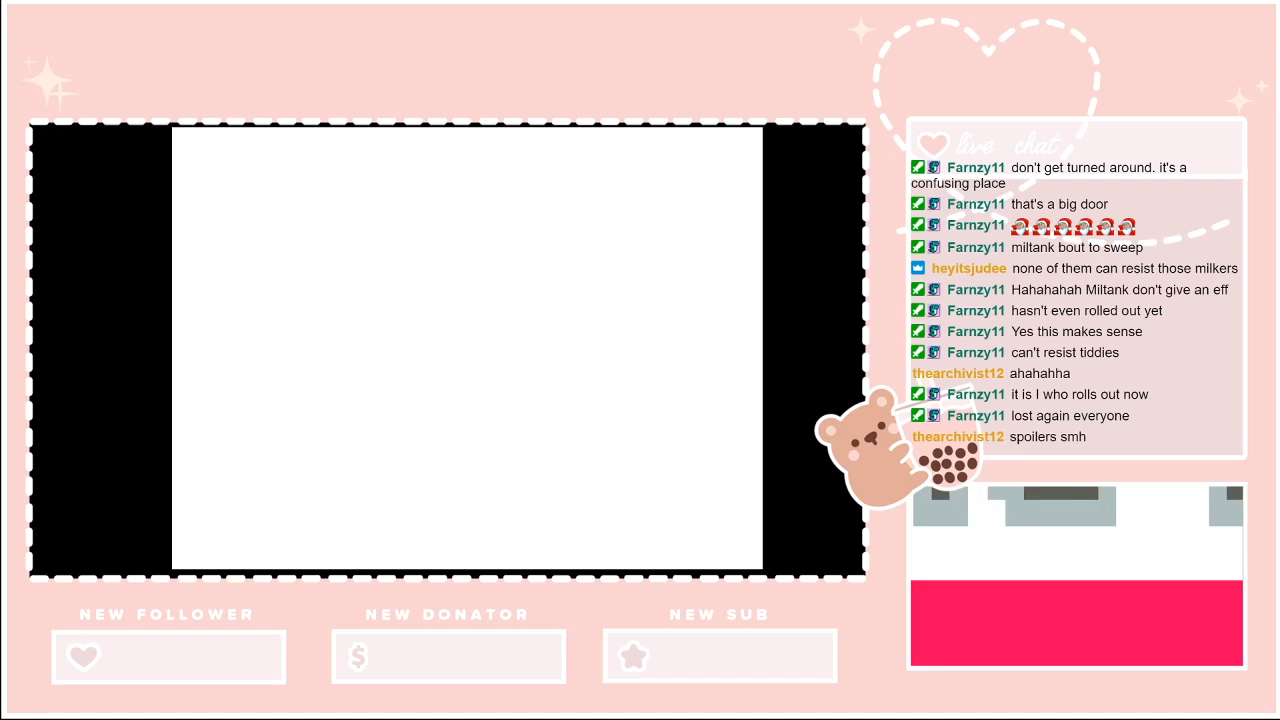 live chat
Farnzy11 don't get turned around. it's a
confusing place
Farnzy11 that's a big door
Farnzy11
Farnzy11 miltank bout to sweep
heyitsjudee none of them can resist those milkers
Farnzy11 Hahahahah Miltank don't give an eff
Farnzy11 hasn't even rolled out yet
Farnzy11 Yes this makes sense
Farnzy11 can't resist tiddies
thearchivist12 ahahahha
Farnzy11 it is I who rolls out now
Farnzy11 lost again everyone
thearchivist12 spoilers smh
NEW FOLLOWER
NEW DONATOR
NEW SUB
$